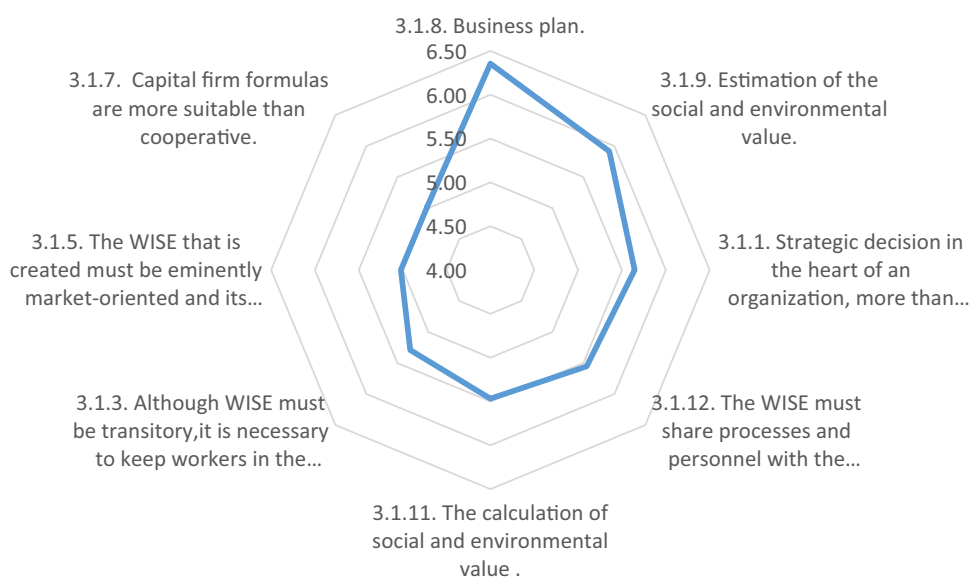 3.1.8. Business plan.
6.50
6.00
5.50
5.00
4.50
4.00
3.1.9. Estimation of the
social and environmental
value.
3.1.1. Strategic decision in
the heart of an
organization, more than…
3.1.12. The WISE must
share processes and
personnel with the…
3.1.11. The calculation of
social and environmental
value .
3.1.3. Although WISE must
be transitory,it is necessary
to keep workers in the…
3.1.5. The WISE that is
created must be eminently
market-oriented and its…
3.1.7.  Capital firm formulas
are more suitable than
cooperative.